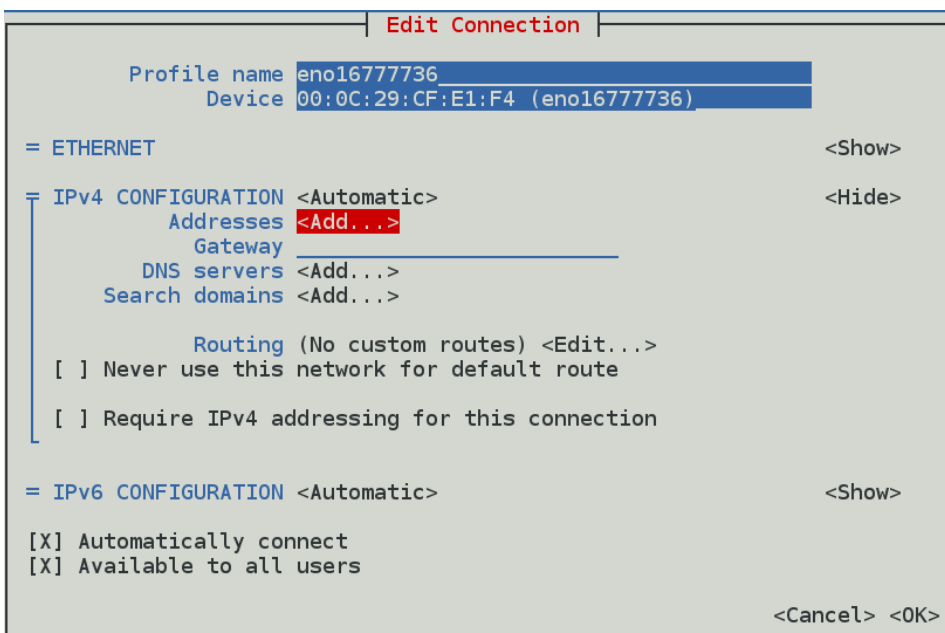 Edit Connection
Profile name eno16777736
Device 00:0C:29:CF:E1:F4 (eno16777736)
= ETHERNET <Show>
= IPv4 CONFIGURATION <Automatic> <Hide>
Addresses <Add...>
Gateway
DNS servers <Add...>
Search domains <Add...>
Routing (No custom routes) <Edit...>
[ ] Never use this network for default route
[ ] Require IPv4 addressing for this connection
= IPv6 CONFIGURATION <Automatic> <Show>
[X] Automatically connect
[X] Available to all users
<Cancel> <OK>